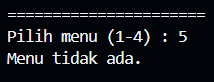 =====================
Pilih menu (1-4) : 5
Menu tidak ada.